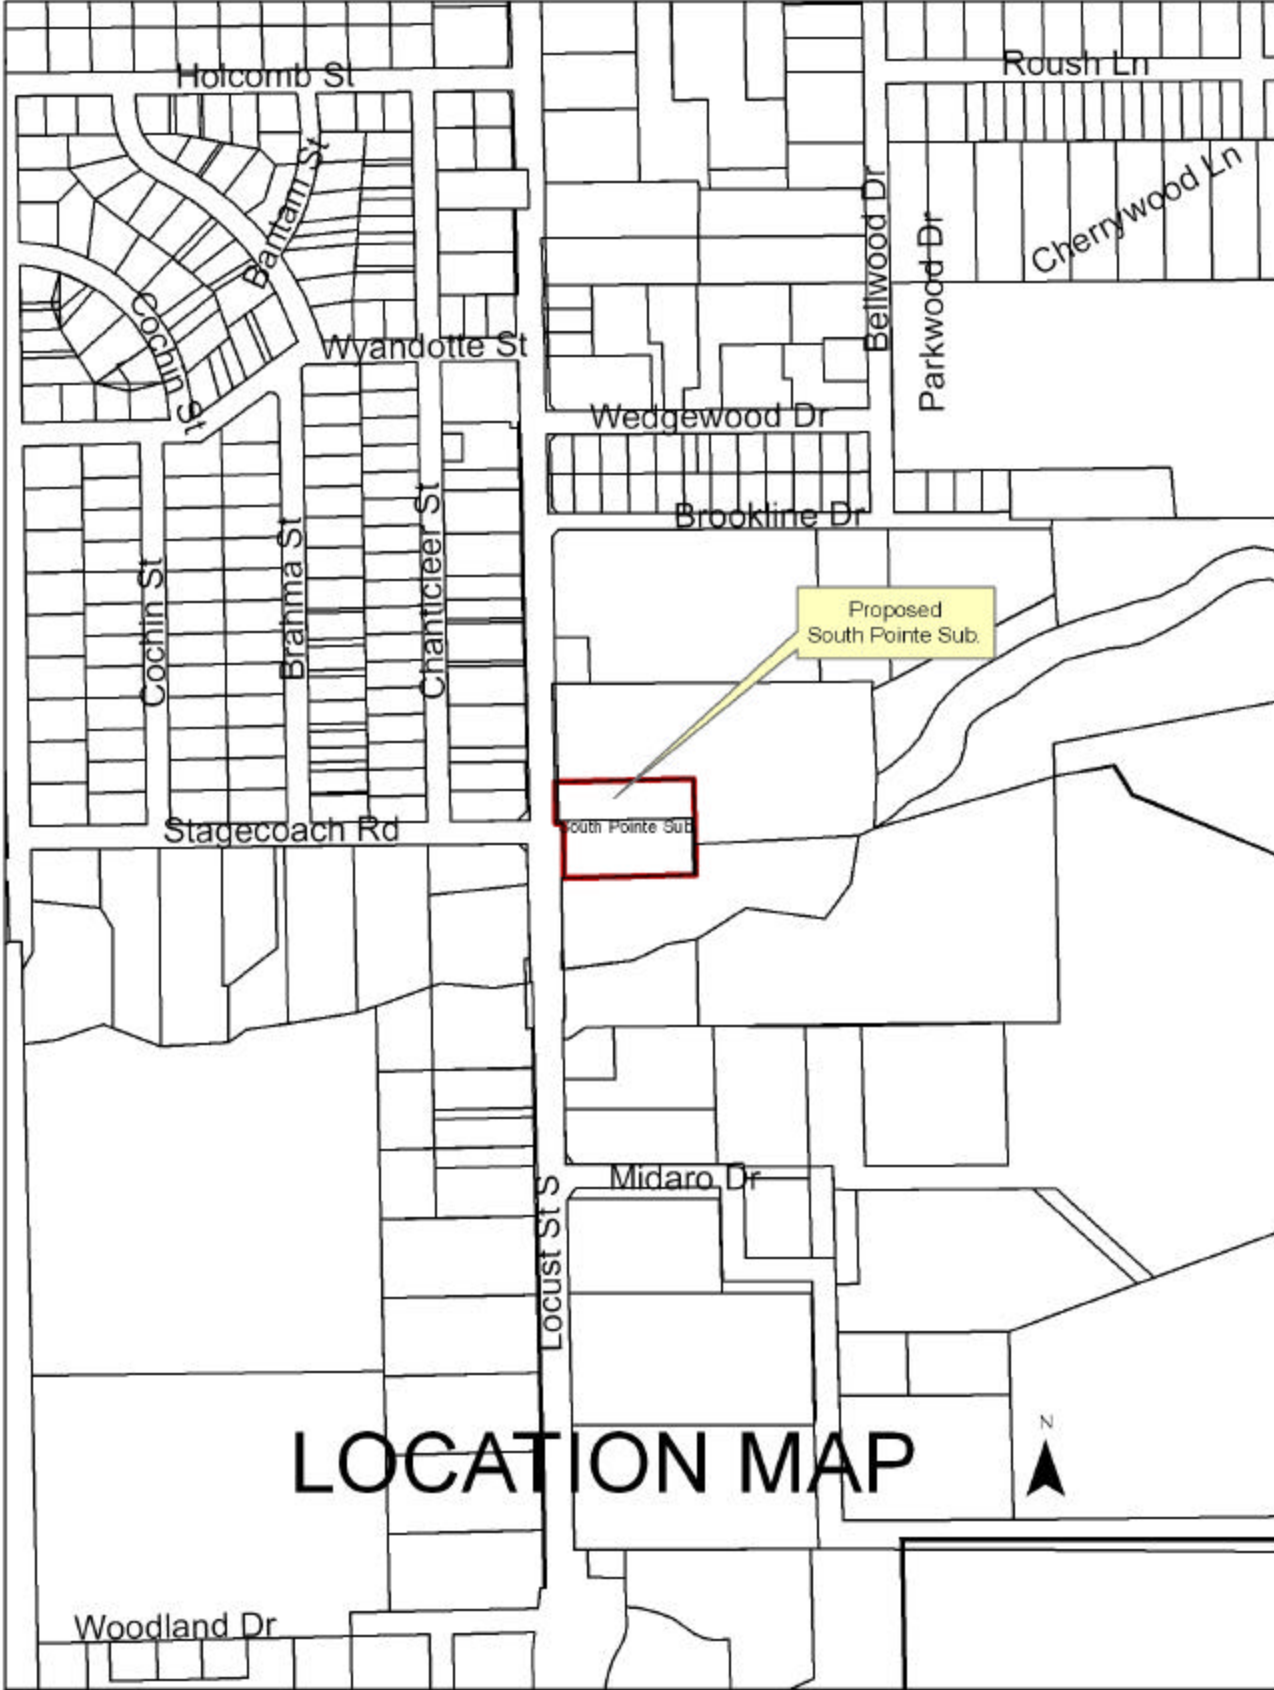 Holcomb St
Roush Ln
Bantam St
Cherrywood Ln
Bellwood Dr
Parkwood Dr
Cochin St
Wyandotte St
Wedgewood Dr
Brookline Dr
Chanticleer St
Brahma St
Cochin St
Proposed
South Pointe Sub.
South Pointe Sub
Stagecoach Rd
Midaro Dr
Locust St S
N
LOCATION MAP
Woodland Dr